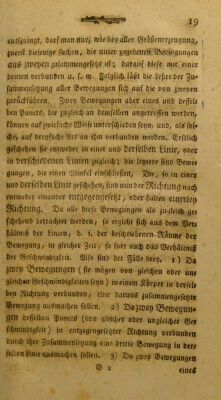 19
entspringt, darf man nur, wie bey aller Größenerzeugung,
zuerst diejenige suchen, die unter gegebenen Bedingungen
aus zweyen zusammengesetzt ist; darauf diese mit einer
dritten verbunden u. s. w. Folglich läßt die Lehre der Zu-
sammensetzung aller Bewegungen sich auf die von zweyen
zurückführen. Zwey Bewegungen aber eines und dessel-
ben Puncts, die zugleich an demselben angetroffen werden,
können auf zwiefache Weise unterschieden seyn, und, als sol-
che, auf dreyfache Art an ihm verbunden werden. Erstlich
geschehen sie entweder in einer und derselben Linie, oder
in verschiedenen Linien zugleich; die letztere sind Bewe-
gungen, die einen Winkel einschließen. Die, so in einer
und derselben Linie geschehen, sind nun der Richtung nach
entweder einander entgegengesetzt, oder halten einerley
Richtung. Da alle diese Bewegungen als zugleich ge-
schehend betrachtet werden, so ergiebt sich aus dem Ver-
hältniß der Linien, d. i. der beschriebenen Räume der
Bewegung, in gleicher Zeit, so fort auch das Verhältniß
der Geschwindigkeit. Also sind der Fälle drey. 1) Da
zwey Bewegungen (sie mögen von gleichen oder un-
gleichen Geschwindigkeiten seyn) in einem Körper in derselben
Richtung verbunden, eine daraus zusammengesetzte
Bewegung ausmachen sollen. 2) Da zwey Bewegun-
gen desselben Puncts (von gleicher oder ungleicher Ge-
schwindigkeit) in entgegengesetzter Richtung verbunden
durch ihre Zusammensetzung eine dritte Bewegung in ders-
selben Linie ausmachen sollen. 3) Da zwey Bewegungen
B 2
eines